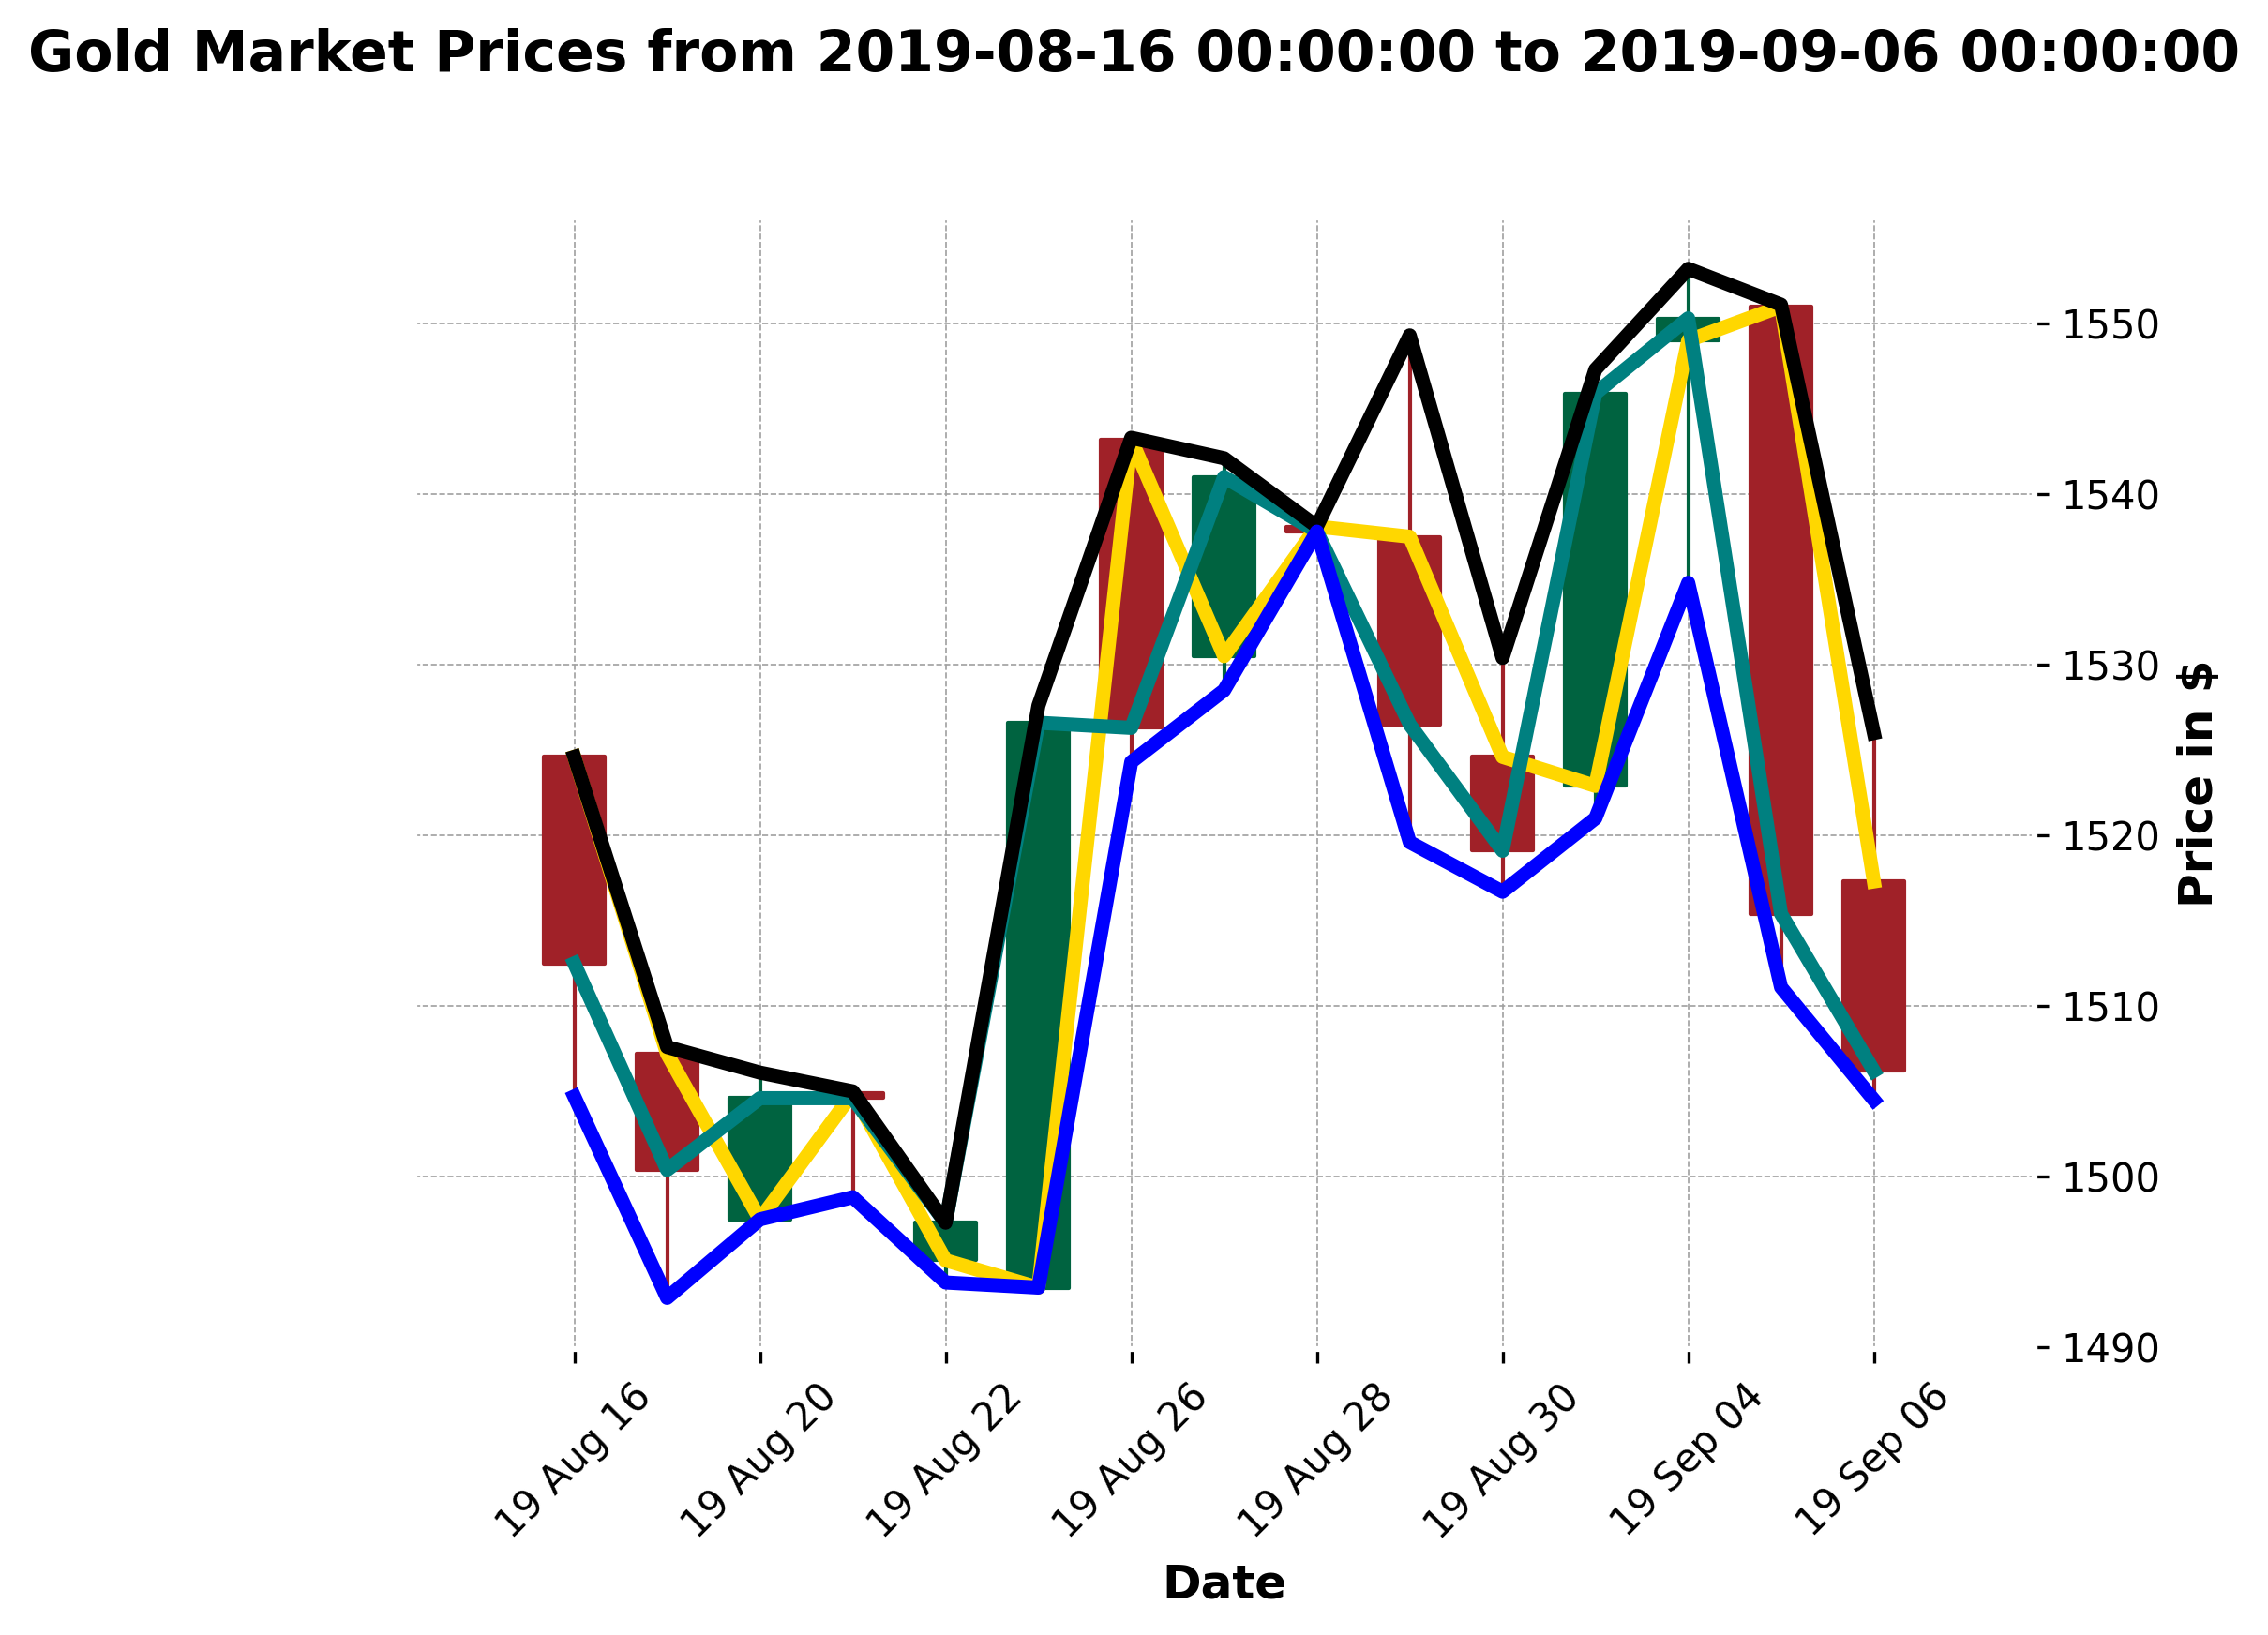 Gold Market Prices from 2019-08-16 00:00:00 to 2019-09-06 00:00:00
1550
1540
1530
1520
1510
1500
1490
Price in $
19 Aug 16
19 Aug 20
19 Aug 22
19 Aug 26
19 Aug 28
19 Aug 30
19 Sep 04
19 Sep 06
Date